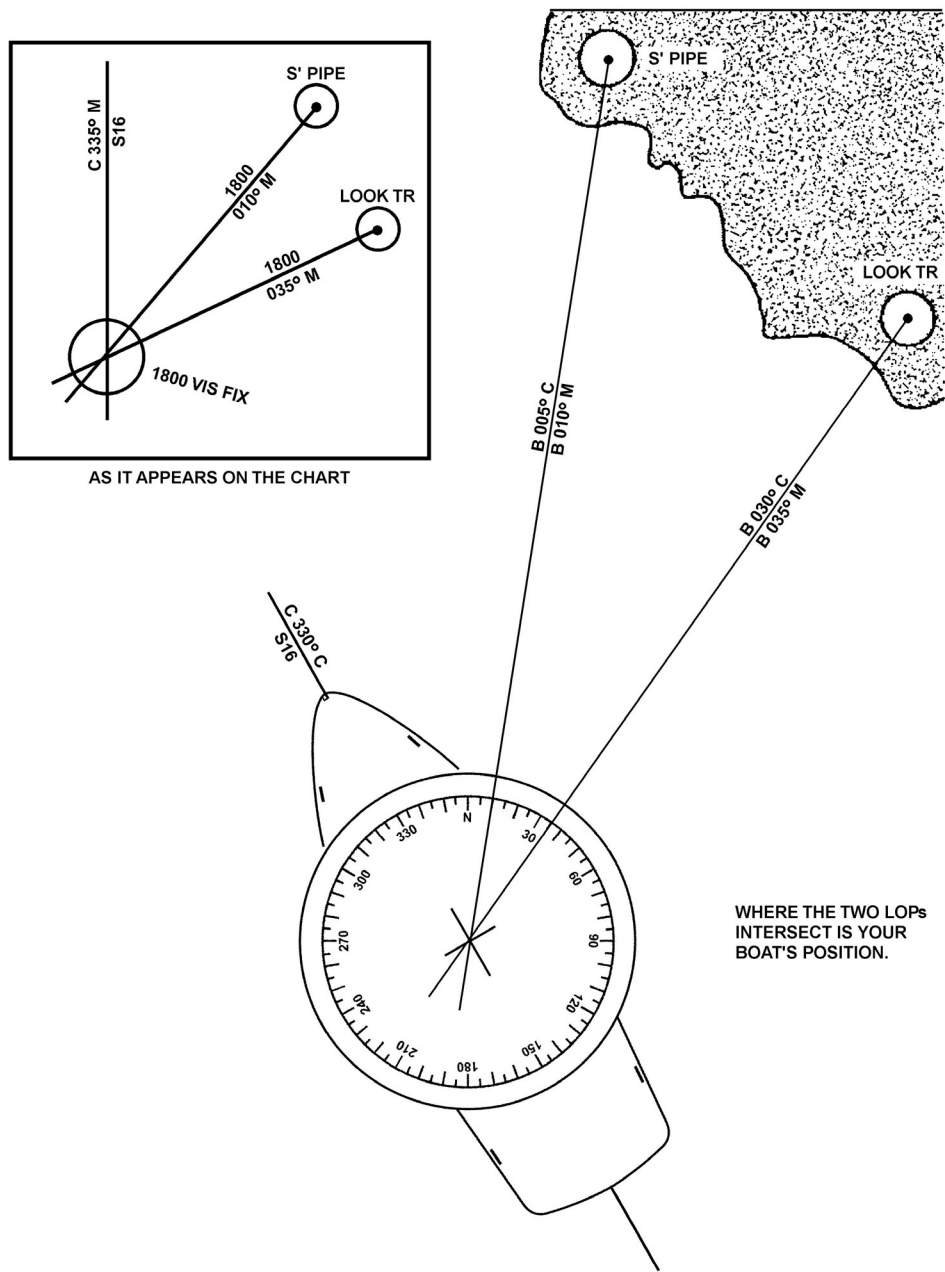 S' PIPE
C 335° M
S16
1800
010° M
LOOK TR
1800
035° M
1800 VIS FIX
AS IT APPEARS ON THE CHART
S' PIPE
LOOK TR
B 005° C
B 010° M
B 030° C
B 035° M
C 330° C
S16
N
30
60
90
120
150
180
210
240
270
300
330
WHERE THE TWO LOPs
INTERSECT IS YOUR
BOAT'S POSITION.